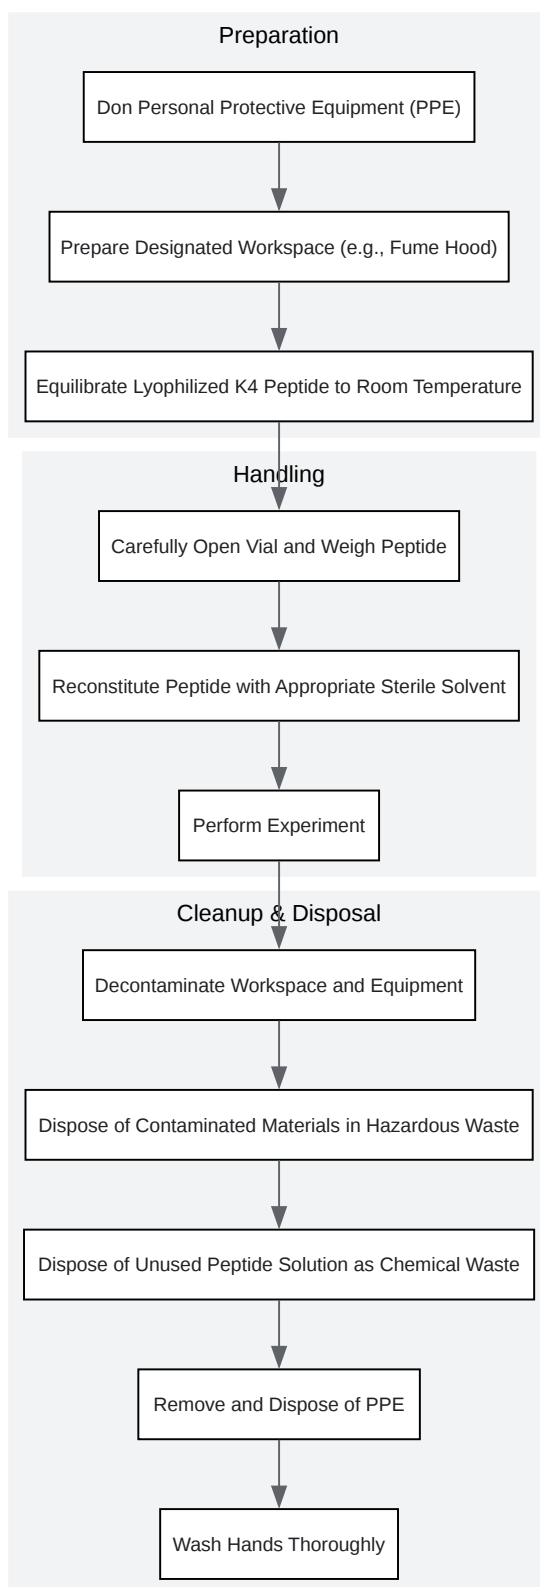 Preparation
Don Personal Protective Equipment (PPE)
Prepare Designated Workspace (e.g., Fume Hood)
Equilibrate Lyophilized K4 Peptide to Room Temperature
Handling
Carefully Open Vial and Weigh Peptide
Reconstitute Peptide with Appropriate Sterile Solvent
Perform Experiment
Cleanup & Disposal
Decontaminate Workspace and Equipment
Dispose of Contaminated Materials in Hazardous Waste
Dispose of Unused Peptide Solution as Chemical Waste
Remove and Dispose of PPE
Wash Hands Thoroughly